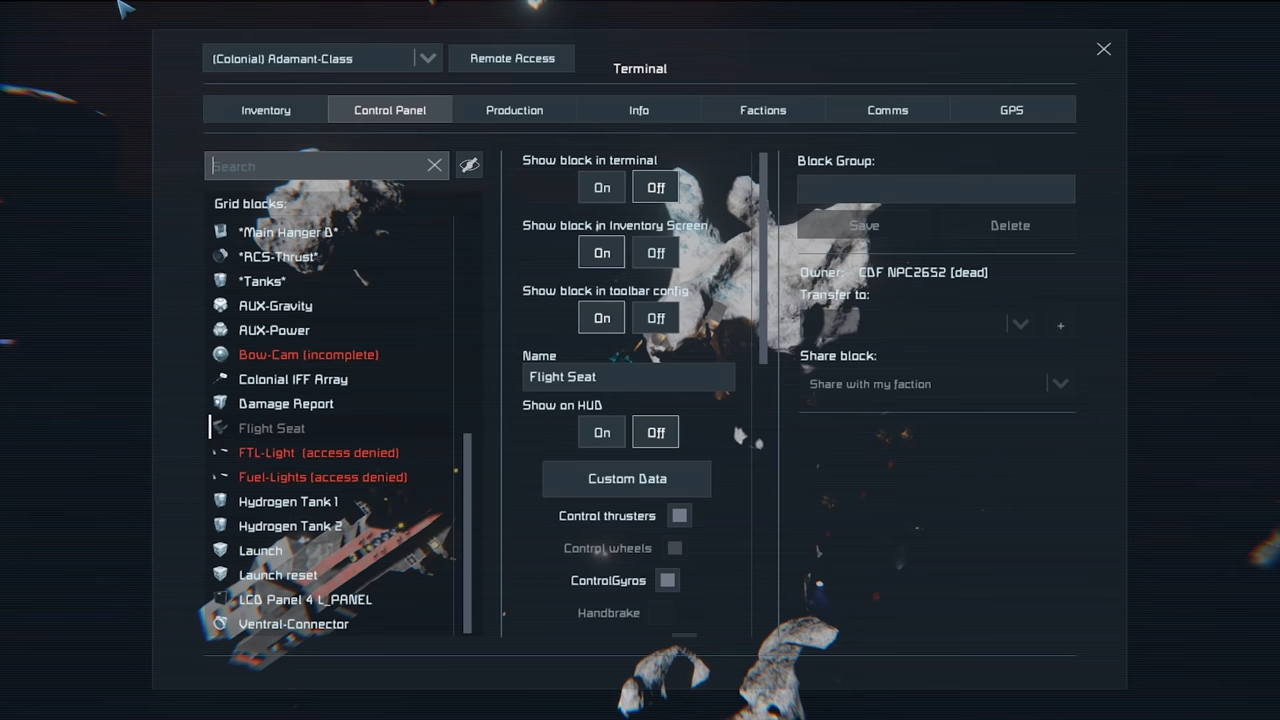 (Colonial) Adamant-Class
Remote Access
Terminal
Inventory
Control Panel
Production
Info
Factions
Comms
GPS
Search
Grid blocks:
*Main Hanger D*
*RCS-Thrust*
*Tanks*
AUX-Gravity
AUX-Power
Bow-Cam (incomplete)
Colonial IFF Array
Damage Report
Flight Seat
FTL-Light (access denied)
Fuel-Lights (access denied)
Hydrogen Tank 1
Hydrogen Tank 2
Launch
Launch reset
LCD Panel 4 L_PANEL
Ventral-Connector
Show block in terminal
On Off
Show block in Inventory Screen
On Off
Show block in toolbar config
On Off
Name
Flight Seat
Show on HUD
On Off
Custom Data
Control thrusters
Control wheels
ControlGyros
Handbrake
Block Group:
Save Delete
Owner: CDF NPC2652 [dead]
Transfer to:
+
Share block:
Share with my faction